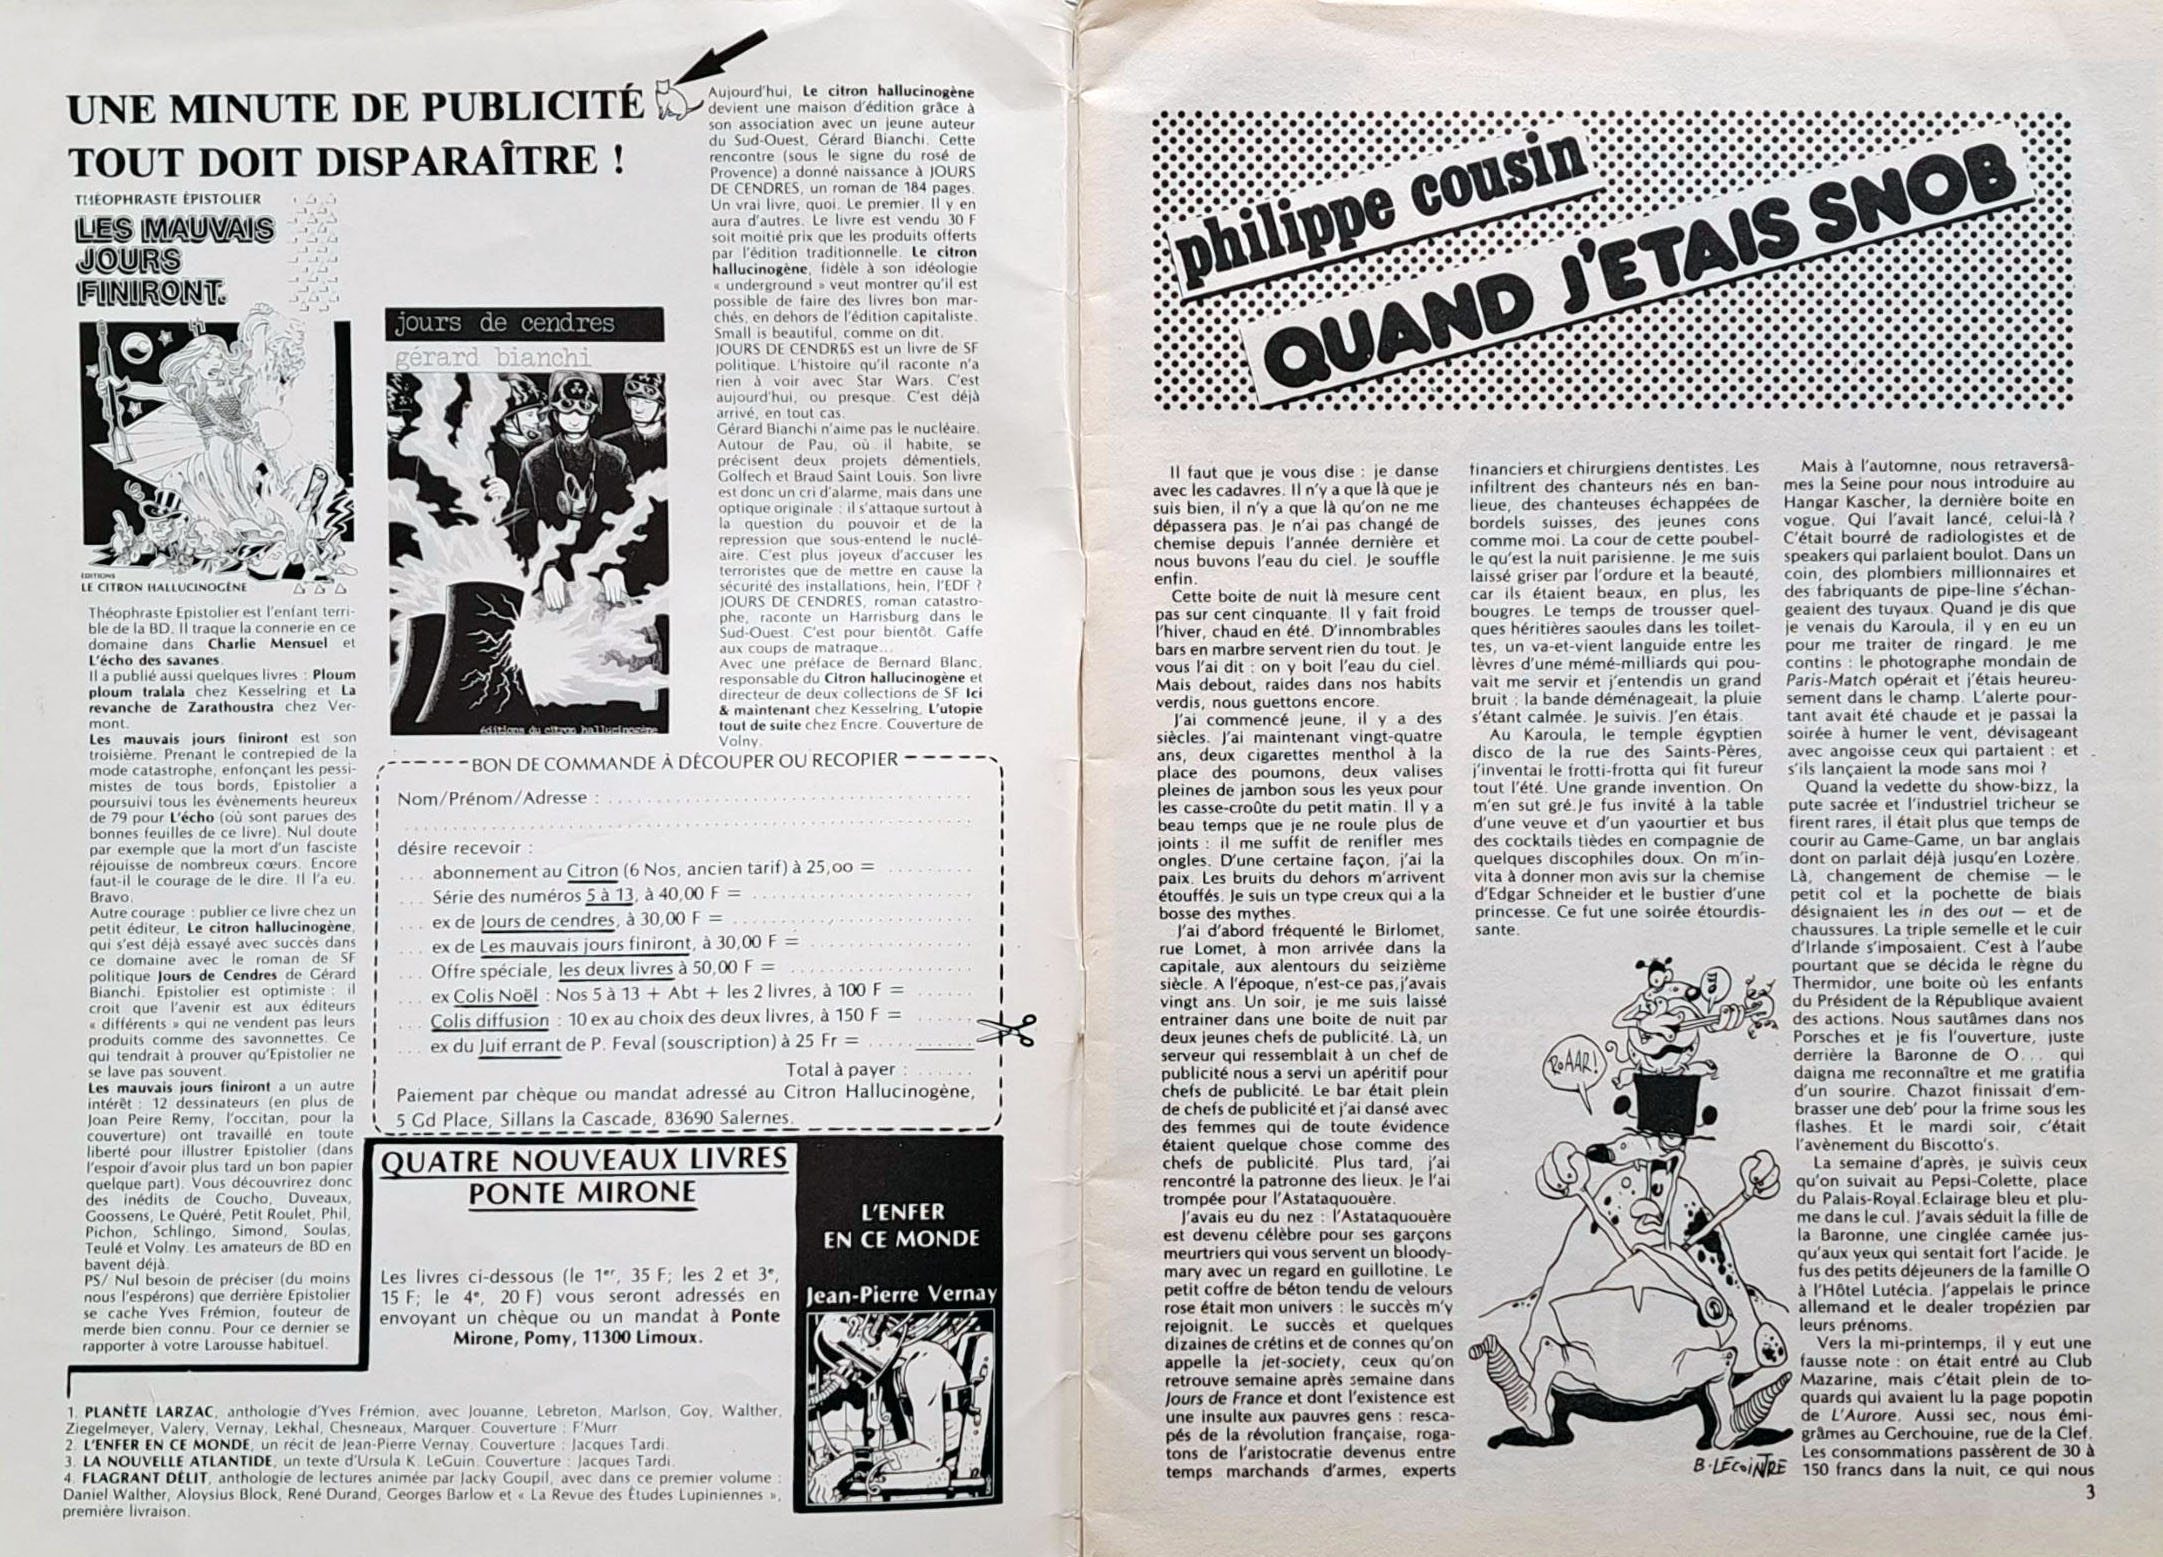 UNE MINUTE DE PUBLICITÉ
TOUT DOIT DISPARAÎTRE !
THÉOPHRASTE ÉPISTOLIER
LES MAUVAIS
JOURS
FINIRONT.
EDITIONS
LE CITRON HALLUCINOGÈNE
Théophraste Epistolier est l'enfant terri-
ble de la BD. Il traque la connerie en ce
domaine dans Charlie Mensuel et
L'écho des savanes.
Il a publié aussi quelques livres : Ploum
ploum tralala chez Kesselring et La
revanche de Zarathoustra chez Ver-
mont.
Les mauvais jours finiront est son
troisième. Prenant le contrepied de la
mode catastrophe, enfonçant les pessi-
mistes de tous bords, Epistolier a
poursuivi tous les évènements heureux
de 79 pour L'écho (où sont parues des
bonnes feuilles de ce livre). Nul doute
par exemple que la mort d'un fasciste
réjouisse de nombreux cœurs. Encore
faut-il le courage de le dire. Il l'a eu.
Bravo.
Autre courage : publier ce livre chez un
petit éditeur, Le citron hallucinogène,
qui s'est déjà essayé avec succès dans
ce domaine avec le roman de SF
politique Jours de Cendres de Gérard
Bianchi. Epistolier est optimiste : il
croit que l'avenir est aux éditeurs
« différents » qui ne vendent pas leurs
produits comme des savonnettes. Ce
qui tendrait à prouver qu'Epistolier ne
se lave pas souvent.
Les mauvais jours finiront a un autre
intérêt : 12 dessinateurs (en plus de
Joan Peire Remy, l'occitan, pour la
couverture) ont travaillé en toute
liberté pour illustrer Epistolier (dans
l'espoir d'avoir plus tard un bon papier
quelque part). Vous découvrirez donc
des inédits de Coucho, Duveaux,
Goossens, Le Quéré, Petit Roulet, Phil,
Pichon, Schlingo, Simond, Soulas,
Teulé et Volny. Les amateurs de BD en
bavent déjà.
PS/ Nul besoin de préciser (du moins
nous l'espérons) que derrière Epistolier
se cache Yves Frémion, fouteur de
merde bien connu. Pour ce dernier se
rapporter à votre Larousse habituel.
jours de cendres
gérard bianchi
éditions du citron hallucinogène
Aujourd'hui, Le citron hallucinogène
devient une maison d'édition grâce à
son association avec un jeune auteur
du Sud-Ouest, Gérard Bianchi. Cette
rencontre (sous le signe du rosé de
Provence) a donné naissance à JOURS
DE CENDRES, un roman de 184 pages.
Un vrai livre, quoi. Le premier. Il y en
aura d'autres. Le livre est vendu 30 F
soit moitié prix que les produits offerts
par l'édition traditionnelle. Le citron
hallucinogène, fidèle à son idéologie
« underground » veut montrer qu'il est
possible de faire des livres bon mar-
chés, en dehors de l'édition capitaliste.
Small is beautiful, comme on dit.
JOURS DE CENDRES est un livre de SF
politique. L'histoire qu'il raconte n'a
rien à voir avec Star Wars. C'est
aujourd'hui, ou presque. C'est déjà
arrivé, en tout cas.
Gérard Bianchi n'aime pas le nucléaire.
Autour de Pau, où il habite, se
précisent deux projets démentiels,
Golfech et Braud Saint Louis. Son livre
est donc un cri d'alarme, mais dans une
optique originale : il s'attaque surtout à
la question du pouvoir et de la
repression que sous-entend le nuclé-
aire. C'est plus joyeux d'accuser les
terroristes que de mettre en cause la
sécurité des installations, hein, l'EDF ?
JOURS DE CENDRES, roman catastro-
phe, raconte un Harrisburg dans le
Sud-Ouest. C'est pour bientôt. Gaffe
aux coups de matraque...
Avec une préface de Bernard Blanc,
responsable du Citron hallucinogène et
directeur de deux collections de SF Ici
& maintenant chez Kesselring, L'utopie
tout de suite chez Encre. Couverture de
Volny.
BON DE COMMANDE À DÉCOUPER OU RECOPIER
Nom/Prénom/Adresse :
désire recevoir :
... abonnement au Citron (6 Nos, ancien tarif) à 25,00 =
... Série des numéros 5 à 13, à 40,00 F =
... ex de Jours de cendres, à 30,00 F =
... ex de Les mauvais jours finiront, à 30,00 F =
... Offre spéciale, les deux livres à 50,00 F =
... ex Colis Noël : Nos 5 à 13 + Abt + les 2 livres, à 100 F =
... Colis diffusion : 10 ex au choix des deux livres, à 150 F =
... ex du Juif errant de P. Feval (souscription) à 25 Fr =
Total à payer : ......
Paiement par chèque ou mandat adressé au Citron Hallucinogène,
5 Gd Place, Sillans la Cascade, 83690 Salernes.
QUATRE NOUVEAUX LIVRES
PONTE MIRONE
Les livres ci-dessous (le 1er, 35 F; les 2 et 3e,
15 F; le 4e, 20 F) vous seront adressés en
envoyant un chèque ou un mandat à Ponte
Mirone, Pomy, 11300 Limoux.
L'ENFER
EN CE MONDE
Jean-Pierre Vernay
1. PLANÈTE LARZAC, anthologie d'Yves Frémion, avec Jouanne, Lebreton, Marlson, Goy, Walther,
Ziegelmeyer, Valery, Vernay, Lekhal, Chesneaux, Marquer. Couverture : F'Murr
2. L'ENFER EN CE MONDE, un récit de Jean-Pierre Vernay. Couverture : Jacques Tardi.
3. LA NOUVELLE ATLANTIDE, un texte d'Ursula K. LeGuin. Couverture : Jacques Tardi.
4. FLAGRANT DÉLIT, anthologie de lectures animée par Jacky Goupil, avec dans ce premier volume :
Daniel Walther, Aloysius Block, René Durand, Georges Barlow et « La Revue des Études Lupiniennes »,
première livraison.
philippe cousin
QUAND J'ETAIS SNOB
Il faut que je vous dise : je danse
avec les cadavres. Il n'y a que là que je
suis bien, il n'y a que là qu'on ne me
dépassera pas. Je n'ai pas changé de
chemise depuis l'année dernière et
nous buvons l'eau du ciel. Je souffle
enfin.
Cette boite de nuit là mesure cent
pas sur cent cinquante. Il y fait froid
l'hiver, chaud en été. D'innombrables
bars en marbre servent rien du tout. Je
vous l'ai dit : on y boit l'eau du ciel.
Mais debout, raides dans nos habits
verdis, nous guettons encore.
J'ai commencé jeune, il y a des
siècles. J'ai maintenant vingt-quatre
ans, deux cigarettes menthol à la
place des poumons, deux valises
pleines de jambon sous les yeux pour
les casse-croûte du petit matin. Il y a
beau temps que je ne roule plus de
joints : il me suffit de renifler mes
ongles. D'une certaine façon, j'ai la
paix. Les bruits du dehors m'arrivent
étouffés. Je suis un type creux qui a la
bosse des mythes.
J'ai d'abord fréquenté le Birlomet,
rue Lomet, à mon arrivée dans la
capitale, aux alentours du seizième
siècle. A l'époque, n'est-ce pas,j'avais
vingt ans. Un soir, je me suis laissé
entrainer dans une boite de nuit par
deux jeunes chefs de publicité. Là, un
serveur qui ressemblait à un chef de
publicité nous a servi un apéritif pour
chefs de publicité. Le bar était plein
de chefs de publicité et j'ai dansé avec
des femmes qui de toute évidence
étaient quelque chose comme des
chefs de publicité. Plus tard, j'ai
rencontré la patronne des lieux. Je l'ai
trompée pour l'Astataquouère.
J'avais eu du nez : l'Astataquouère
est devenu célèbre pour ses garçons
meurtriers qui vous servent un bloody-
mary avec un regard en guillotine. Le
petit coffre de béton tendu de velours
rose était mon univers : le succès m'y
rejoignit. Le succès et quelques
dizaines de crétins et de connes qu'on
appelle la jet-society, ceux qu'on
retrouve semaine après semaine dans
Jours de France et dont l'existence est
une insulte aux pauvres gens : resca-
pés de la révolution française, roga-
tons de l'aristocratie devenus entre
temps marchands d'armes, experts
financiers et chirurgiens dentistes. Les
infiltrent des chanteurs nés en ban-
lieue, des chanteuses échappées de
bordels suisses, des jeunes cons
comme moi. La cour de cette poubel-
le qu'est la nuit parisienne. Je me suis
laissé griser par l'ordure et la beauté,
car ils étaient beaux, en plus, les
bougres. Le temps de trousser quel-
ques héritières saoules dans les toilet-
tes, un va-et-vient languide entre les
lèvres d'une mémé-milliards qui pou-
vait me servir et j'entendis un grand
bruit : la bande déménageait, la pluie
s'étant calmée. Je suivis. J'en étais.
Au Karoula, le temple égyptien
disco de la rue des Saints-Pères,
j'inventai le frotti-frotta qui fit fureur
tout l'été. Une grande invention. On
m'en sut gré.Je fus invité à la table
d'une veuve et d'un yaourtier et bus
des cocktails tièdes en compagnie de
quelques discophiles doux. On m'in-
vita à donner mon avis sur la chemise
d'Edgar Schneider et le bustier d'une
princesse. Ce fut une soirée étourdis-
sante.
ROAAR!
B. LECOINTRE
Mais à l'automne, nous retraversâ-
mes la Seine pour nous introduire au
Hangar Kascher, la dernière boite en
vogue. Qui l'avait lancé, celui-là ?
C'était bourré de radiologistes et de
speakers qui parlaient boulot. Dans un
coin, des plombiers millionnaires et
des fabriquants de pipe-line s'échan-
geaient des tuyaux. Quand je dis que
je venais du Karoula, il y en eu un
pour me traiter de ringard. Je me
contins : le photographe mondain de
Paris-Match opérait et j'étais heureu-
sement dans le champ. L'alerte pour-
tant avait été chaude et je passai la
soirée à humer le vent, dévisageant
avec angoisse ceux qui partaient : et
s'ils lançaient la mode sans moi ?
Quand la vedette du show-bizz, la
pute sacrée et l'industriel tricheur se
firent rares, il était plus que temps de
courir au Game-Game, un bar anglais
dont on parlait déjà jusqu'en Lozère.
Là, changement de chemise — le
petit col et la pochette de biais
désignaient les in des out — et de
chaussures. La triple semelle et le cuir
d'Irlande s'imposaient. C'est à l'aube
pourtant que se décida le règne du
Thermidor, une boite où les enfants
du Président de la République avaient
des actions. Nous sautâmes dans nos
Porsches et je fis l'ouverture, juste
derrière la Baronne de O... qui
daigna me reconnaître et me gratifia
d'un sourire. Chazot finissait d'em-
brasser une deb' pour la frime sous les
flashes. Et le mardi soir, c'était
l'avènement du Biscotto's.
La semaine d'après, je suivis ceux
qu'on suivait au Pepsi-Colette, place
du Palais-Royal.Eclairage bleu et plu-
me dans le cul. J'avais séduit la fille de
la Baronne, une cinglée camée jus-
qu'aux yeux qui sentait fort l'acide. Je
fus des petits déjeuners de la famille O
à l'Hôtel Lutécia. J'appelais le prince
allemand et le dealer tropézien par
leurs prénoms.
Vers la mi-printemps, il y eut une
fausse note : on était entré au Club
Mazarine, mais c'était plein de to-
quards qui avaient lu la page popotin
de L'Aurore. Aussi sec, nous émi-
grâmes au Gerchouine, rue de la Clef.
Les consommations passèrent de 30 à
150 francs dans la nuit, ce qui nous
3